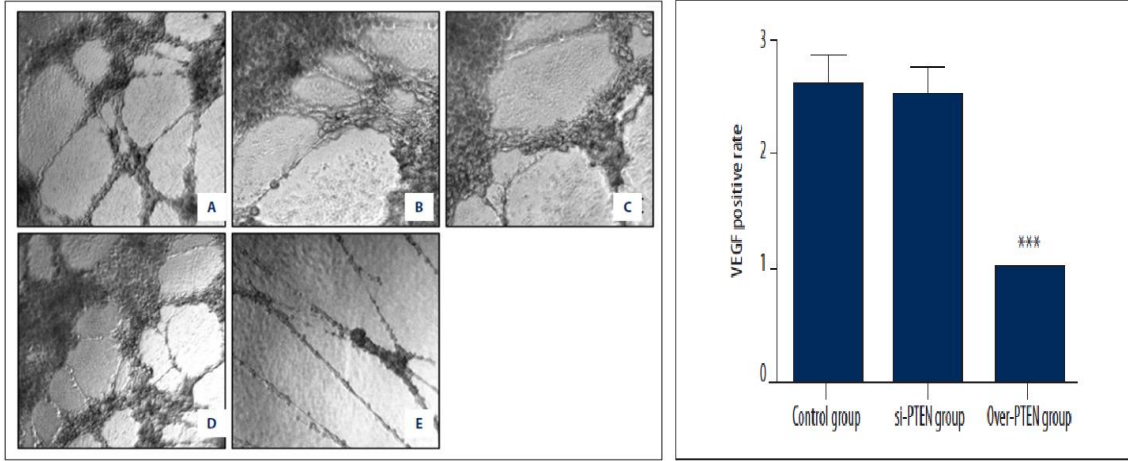 A
B
C
D
E
VEGF positive rate
3
2
1
0
***
Control group
si-PTEN group
Over-PTEN group